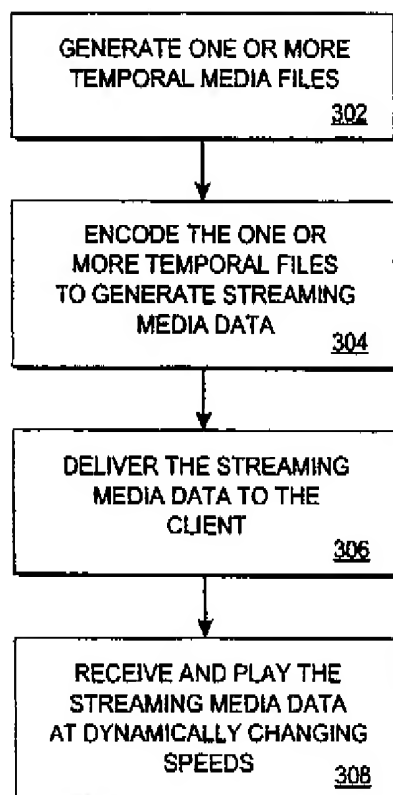 GENERATE ONE OR MORE
TEMPORAL MEDIA FILES
302
ENCODE THE ONE OR
MORE TEMPORAL FILES
TO GENERATE STREAMING
MEDIA DATA
304
DELIVER THE STREAMING
MEDIA DATA TO THE
CLIENT
306
RECEIVE AND PLAY THE
STREAMING MEDIA DATA
AT DYNAMICALLY CHANGING
SPEEDS
308